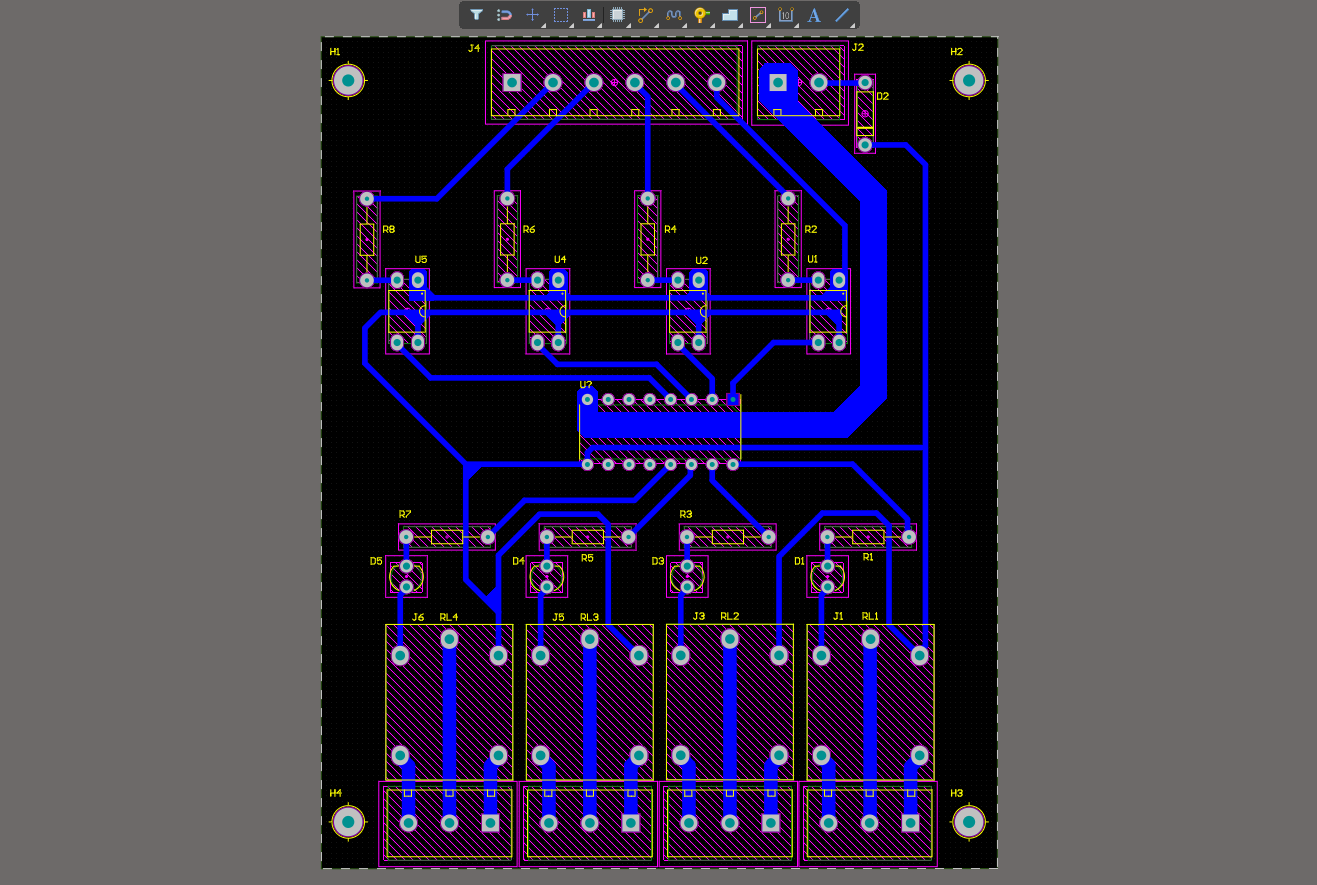 10 A
H1 J4 J2 H2
D2
R8 R6 R4 R2
U5 U4 U2 U1
U?
R7 R3
D5 D4 R5 D3 D1 R1
J6 RL4 J5 RL3 J3 RL2 J1 RL1
H4 H3